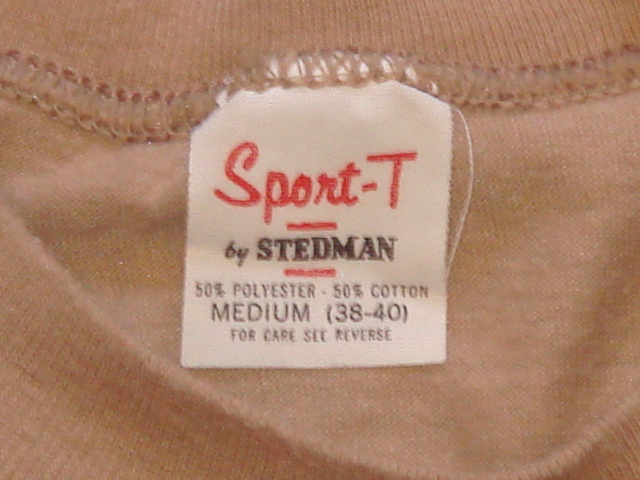 Sport-T
by STEDMAN
50% POLYESTER - 50% COTTON
MEDIUM (38-40)
FOR CARE SEE REVERSE